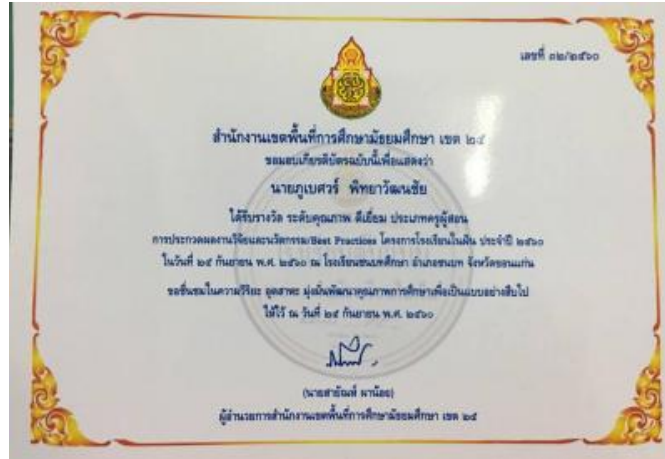 เลขที่ ๓๒/๒๕๖๐
สำนักงานเขตพื้นที่การศึกษามัธยมศึกษา เขต ๒๕
ขอมอบเกียรติบัตรฉบับนี้เพื่อแสดงว่า
นายภูเบศวร์ พิทยาวัฒนชัย
ได้รับรางวัล ระดับคุณภาพ ดีเยี่ยม ประเภทครูผู้สอน
การประกวดผลงานวิจัยและนวัตกรรม/Best Practices โครงการโรงเรียนในฝัน ประจำปี ๒๕๖๐
ในวันที่ ๒๕ กันยายน พ.ศ. ๒๕๖๐ ณ โรงเรียนชนบทศึกษา อำเภอชนบท จังหวัดขอนแก่น
ขอชื่นชมในความวิริยะ อุตสาหะ มุ่งมั่นพัฒนาคุณภาพการศึกษาเพื่อเป็นแบบอย่างสืบไป
ให้ไว้ ณ วันที่ ๒๕ กันยายน พ.ศ. ๒๕๖๐
(นายสายัณห์ ผาน้อย)
ผู้อำนวยการสำนักงานเขตพื้นที่การศึกษามัธยมศึกษา เขต ๒๕